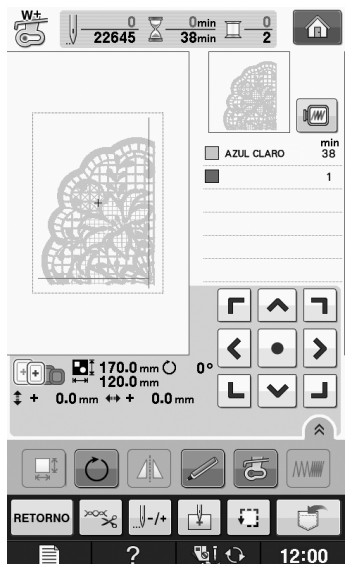 W+
0 0min 0
22645 38min 2
min
AZUL CLARO 38
1
170.0 mm 0°
120.0 mm
+ 0.0 mm + 0.0 mm
RETORNO -/+
? 12:00